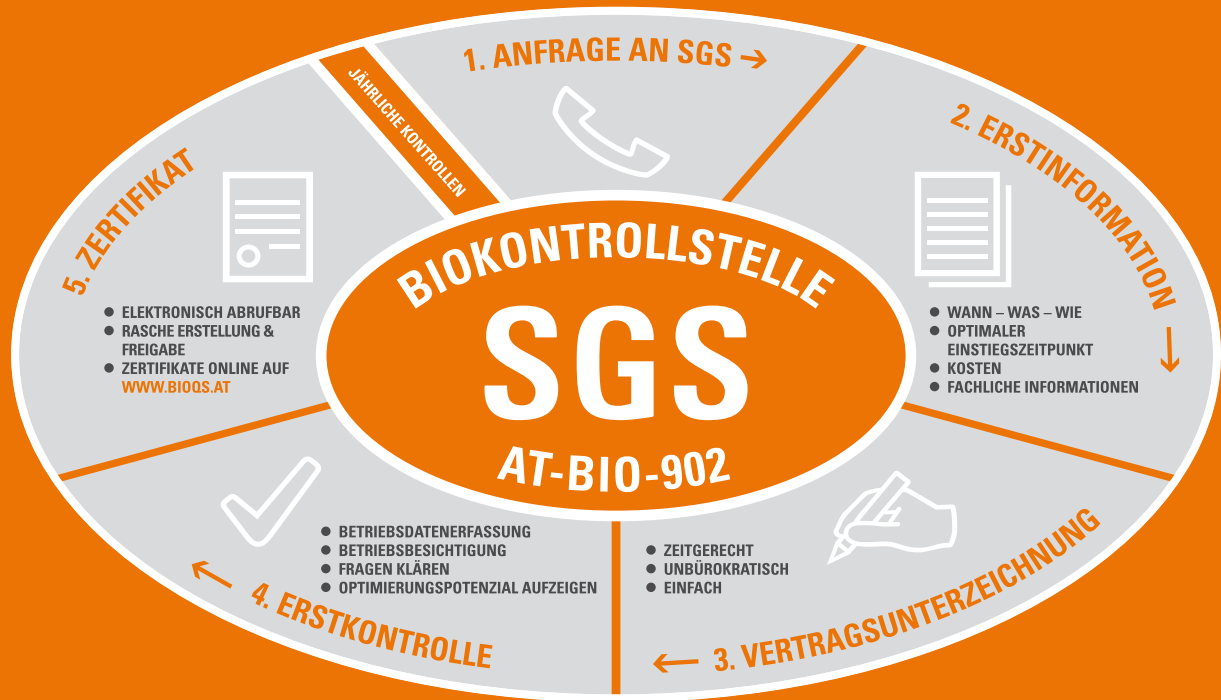 BIOKONTROLLSTELLE
SGS
AT-BIO-902
1. ANFRAGE AN SGS →
2. ERSTINFORMATION →
● WANN – WAS – WIE
● OPTIMALER
EINSTIEGSZEITPUNKT
● KOSTEN
● FACHLICHE INFORMATIONEN
← 3. VERTRAGSUNTERZEICHNUNG
● ZEITGERECHT
● UNBÜROKRATISCH
● EINFACH
← 4. ERSTKONTROLLE
● BETRIEBSDATENERFASSUNG
● BETRIEBSBESICHTIGUNG
● FRAGEN KLÄREN
● OPTIMIERUNGSPOTENZIAL AUFZEIGEN
5. ZERTIFIKAT
● ELEKTRONISCH ABRUFBAR
● RASCHE ERSTELLUNG &
FREIGABE
● ZERTIFIKATE ONLINE AUF
WWW.BIOQS.AT
JÄHRLICHE KONTROLLEN